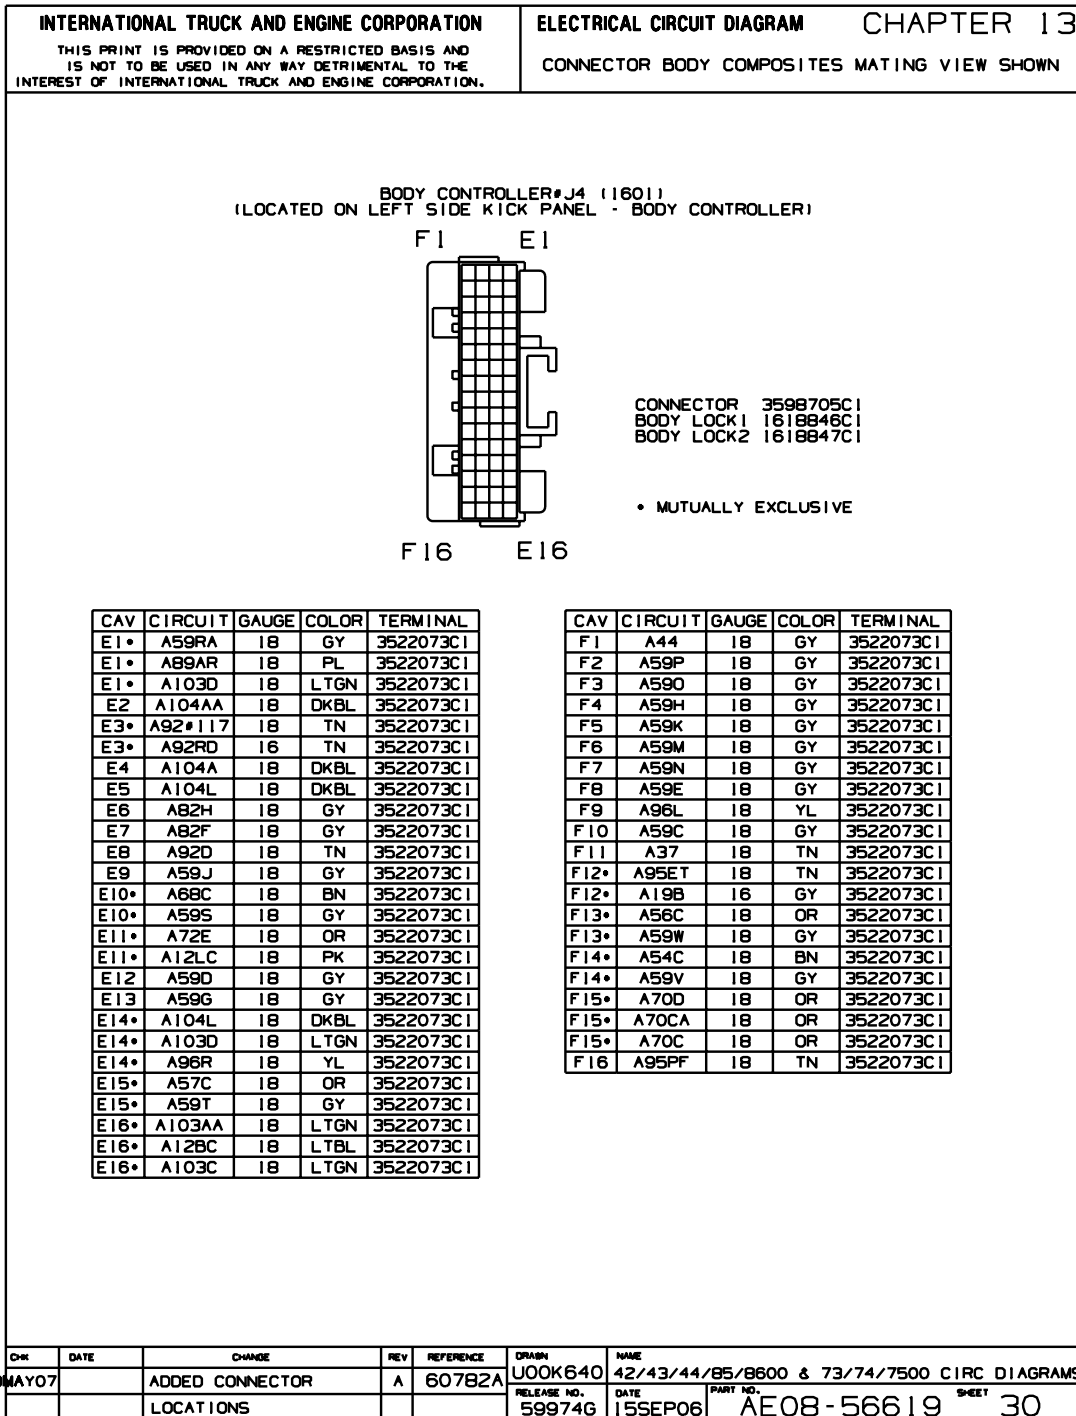 INTERNATIONAL TRUCK AND ENGINE CORPORATION
THIS PRINT IS PROVIDED ON A RESTRICTED BASIS AND
IS NOT TO BE USED IN ANY WAY DETRIMENTAL TO THE
INTEREST OF INTERNATIONAL TRUCK AND ENGINE CORPORATION.
ELECTRICAL CIRCUIT DIAGRAM CHAPTER 13
CONNECTOR BODY COMPOSITES MATING VIEW SHOWN
BODY CONTROLLER#J4 (1601)
(LOCATED ON LEFT SIDE KICK PANEL - BODY CONTROLLER)
F1 E1
CONNECTOR 3598705C1
BODY LOCK1 1618846C1
BODY LOCK2 1618847C1
• MUTUALLY EXCLUSIVE
F16 E16
CAV CIRCUIT GAUGE COLOR TERMINAL
E1• A59RA 18 GY 3522073C1
E1• A89AR 18 PL 3522073C1
E1• A103D 18 LTGN 3522073C1
E2 A104AA 18 DKBL 3522073C1
E3• A92#117 18 TN 3522073C1
E3• A92RD 16 TN 3522073C1
E4 A104A 18 DKBL 3522073C1
E5 A104L 18 DKBL 3522073C1
E6 A82H 18 GY 3522073C1
E7 A82F 18 GY 3522073C1
E8 A92D 18 TN 3522073C1
E9 A59J 18 GY 3522073C1
E10• A68C 18 BN 3522073C1
E10• A59S 18 GY 3522073C1
E11• A72E 18 OR 3522073C1
E11• A12LC 18 PK 3522073C1
E12 A59D 18 GY 3522073C1
E13 A59G 18 GY 3522073C1
E14• A104L 18 DKBL 3522073C1
E14• A103D 18 LTGN 3522073C1
E14• A96R 18 YL 3522073C1
E15• A57C 18 OR 3522073C1
E15• A59T 18 GY 3522073C1
E16• A103AA 18 LTGN 3522073C1
E16• A12BC 18 LTBL 3522073C1
E16• A103C 18 LTGN 3522073C1
CAV CIRCUIT GAUGE COLOR TERMINAL
F1 A44 18 GY 3522073C1
F2 A59P 18 GY 3522073C1
F3 A59O 18 GY 3522073C1
F4 A59H 18 GY 3522073C1
F5 A59K 18 GY 3522073C1
F6 A59M 18 GY 3522073C1
F7 A59N 18 GY 3522073C1
F8 A59E 18 GY 3522073C1
F9 A96L 18 YL 3522073C1
F10 A59C 18 GY 3522073C1
F11 A37 18 TN 3522073C1
F12• A95ET 18 TN 3522073C1
F12• A19B 16 GY 3522073C1
F13• A56C 18 OR 3522073C1
F13• A59W 18 GY 3522073C1
F14• A54C 18 BN 3522073C1
F14• A59V 18 GY 3522073C1
F15• A70D 18 OR 3522073C1
F15• A70CA 18 OR 3522073C1
F15• A70C 18 OR 3522073C1
F16 A95PF 18 TN 3522073C1
CHK DATE CHANGE REV REFERENCE
MAY07 ADDED CONNECTOR A 60782A
LOCATIONS
DRAWN NAME
U00K640 42/43/44/85/8600 & 73/74/7500 CIRC DIAGRAMS
RELEASE NO. DATE PART NO. SHEET
59974G 15SEP06 AE08-56619 30